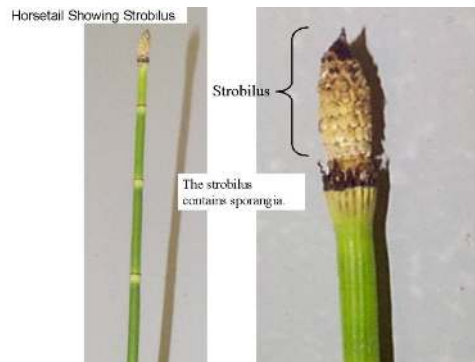 Horsetail Showing Strobilus
Strobilus
The strobilus
contains sporangia.